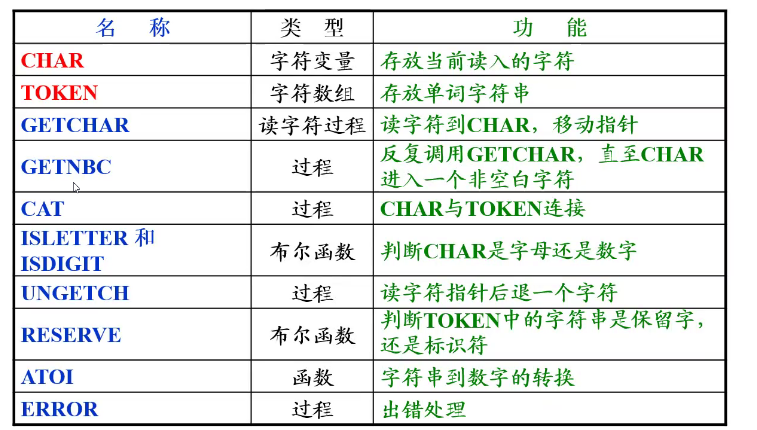 名 称 类 型 功 能
CHAR 字符变量 存放当前读入的字符
TOKEN 字符数组 存放单词字符串
GETCHAR 读字符过程 读字符到CHAR，移动指针
GETNBC 过程 反复调用GETCHAR，直至CHAR
进入一个非空白字符
CAT 过程 CHAR与TOKEN连接
ISLETTER 和
ISDIGIT 布尔函数 判断CHAR是字母还是数字
UNGETCH 过程 读字符指针后退一个字符
RESERVE 布尔函数 判断TOKEN中的字符串是保留字，
还是标识符
ATOI 函数 字符串到数字的转换
ERROR 过程 出错处理